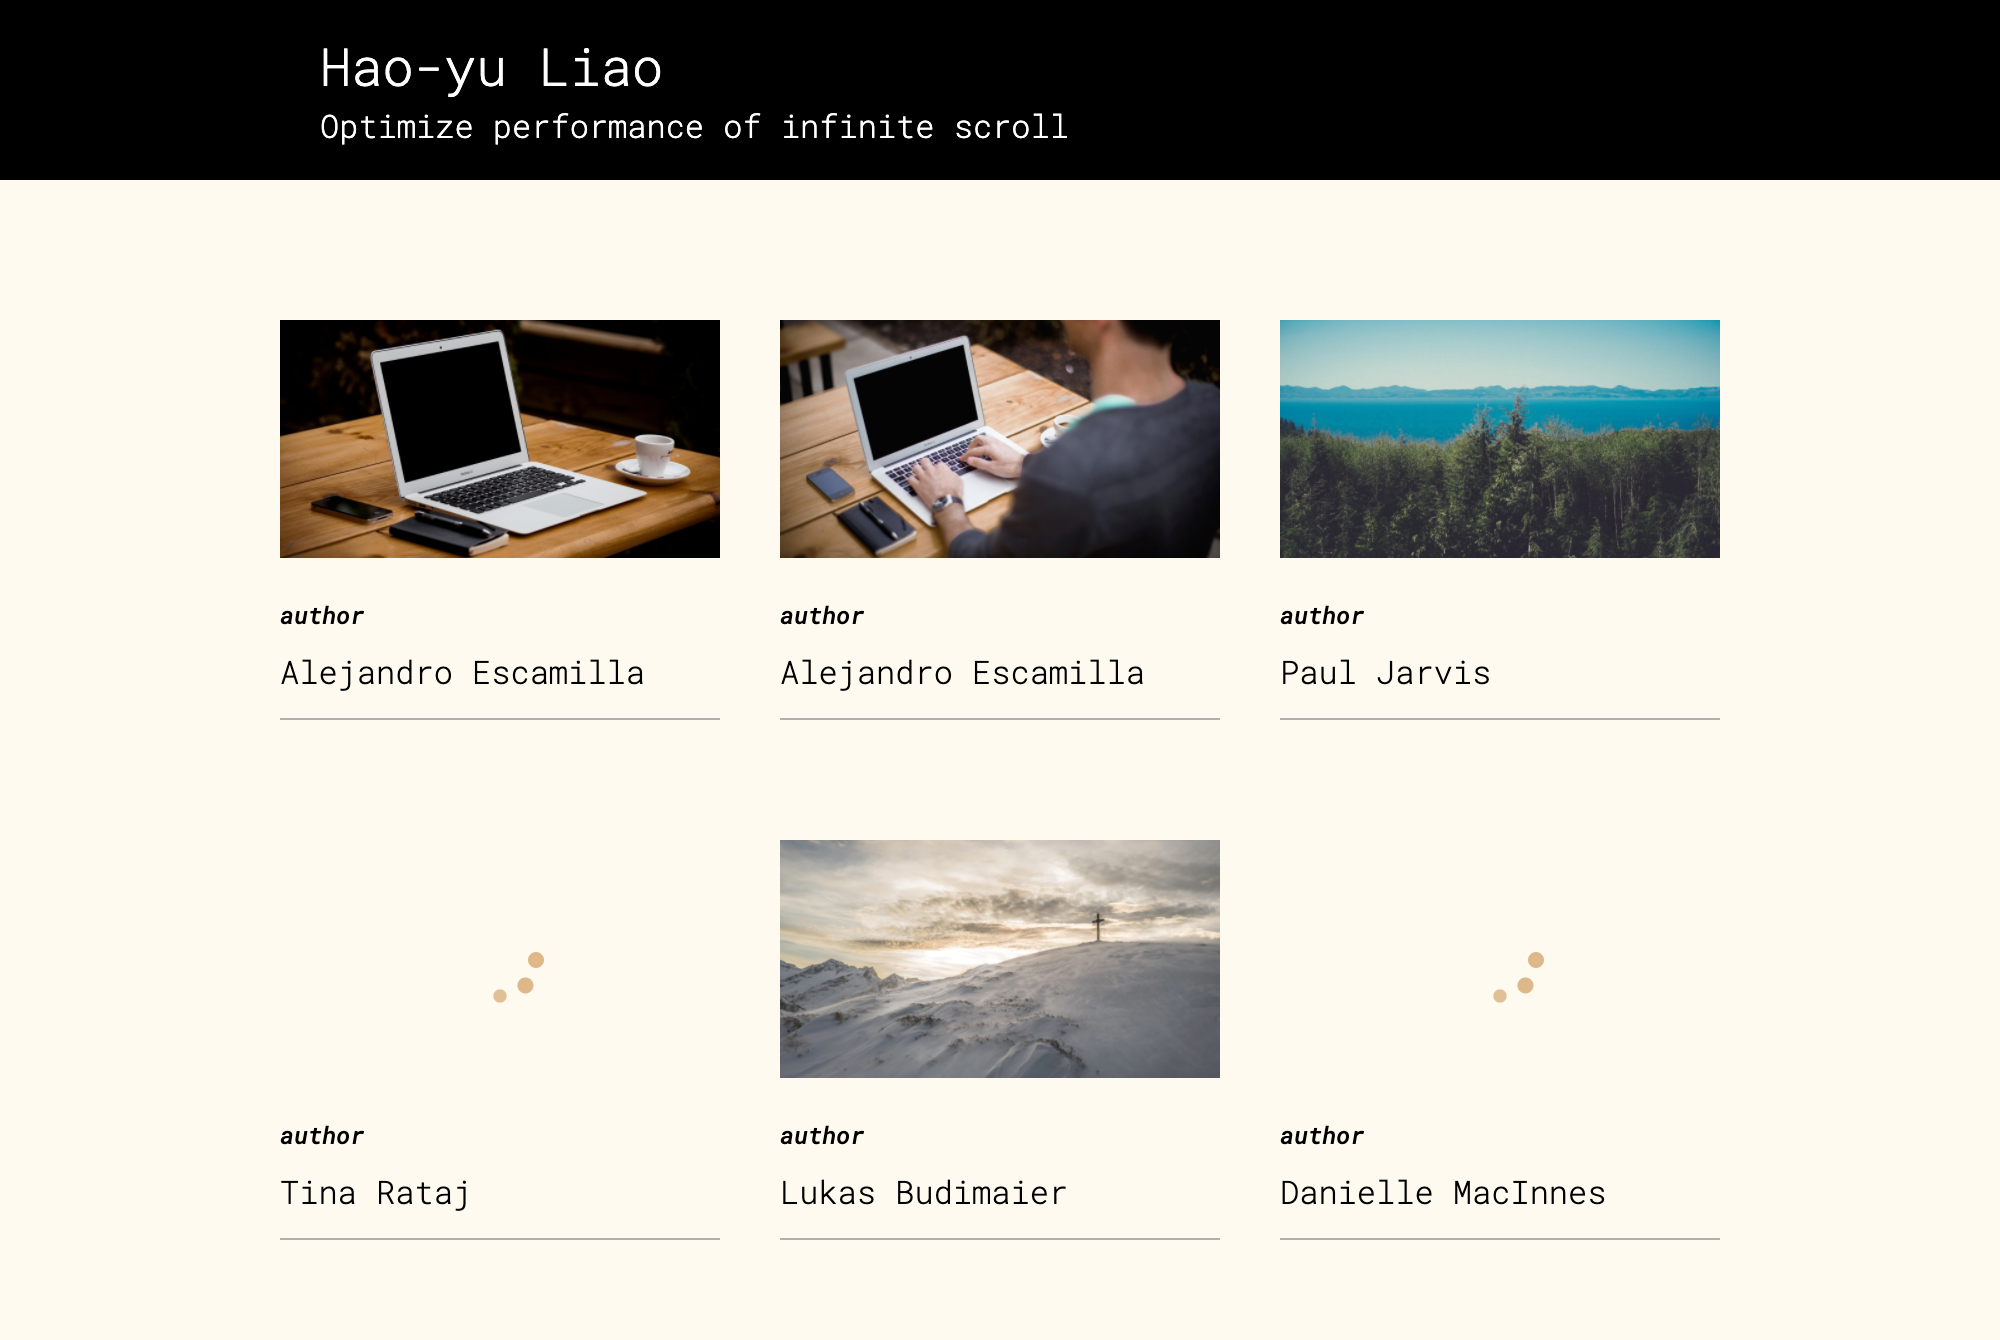 Hao-yu Liao
Optimize performance of infinite scroll
author
Alejandro Escamilla
author
Alejandro Escamilla
author
Paul Jarvis
author
Tina Rataj
author
Lukas Budimaier
author
Danielle MacInnes